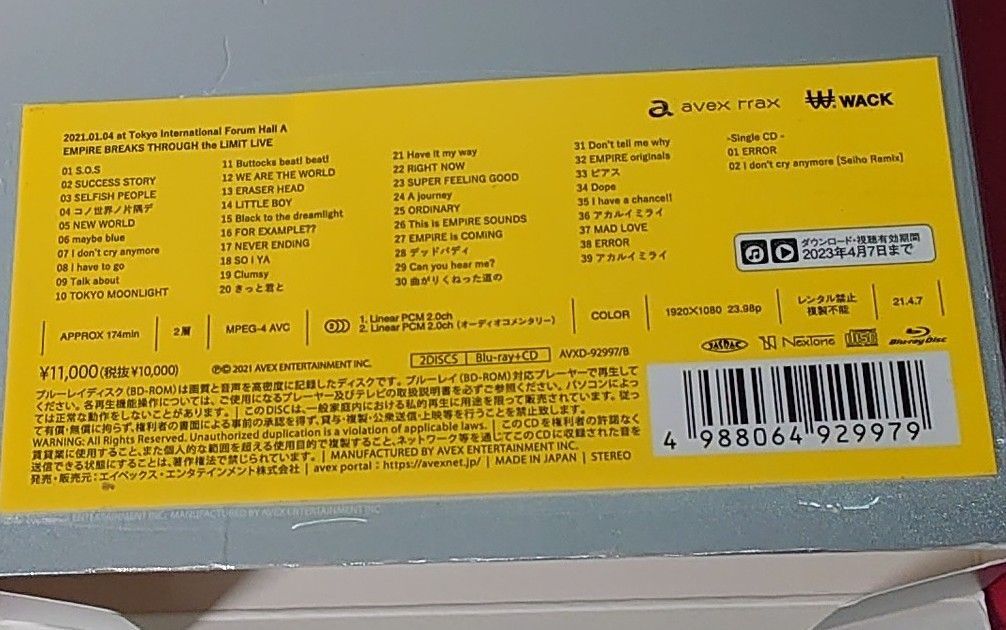 avex trax
WACK
2021.01.04 at Tokyo International Forum Hall A
EMPIRE BREAKS THROUGH the LIMIT LIVE
01 S.O.S
02 SUCCESS STORY
03 SELFISH PEOPLE
04 コノ世界ノ片隅デ
05 NEW WORLD
06 maybe blue
07 I don't cry anymore
08 I have to go
09 Talk about
10 TOKYO MOONLIGHT
11 Buttocks beat! beat!
12 WE ARE THE WORLD
13 ERASER HEAD
14 LITTLE BOY
15 Black to the dreamlight
16 FOR EXAMPLE??
17 NEVER ENDING
18 SO I YA
19 Clumsy
20 きっと君と
21 Have it my way
22 RIGHT NOW
23 SUPER FEELING GOOD
24 A journey
25 ORDINARY
26 This is EMPIRE SOUNDS
27 EMPIRE is COMING
28 デッドバディ
29 Can you hear me?
30 曲がりくねった道の
31 Don't tell me why
32 EMPIRE originals
33 ピアス
34 Dope
35 I have a chance!!
36 アカルイミライ
37 MAD LOVE
38 ERROR
39 アカルイミライ
-Single CD -
01 ERROR
02 I don't cry anymore [Seiho Remix]
ダウンロード・視聴有効期間
2023年4月7日まで
APPROX 174min
2層
MPEG-4 AVC
1. Linear PCM 2.0ch
2. Linear PCM 2.0ch (オーディオコメンタリー)
COLOR
1920X1080 23.98p
レンタル禁止
複製不能
21.4.7
JASRAC
NexTone
Blu-ray Disc
¥11,000(税抜¥10,000)
ⓅⒸ2021 AVEX ENTERTAINMENT INC.
2DISCS | Blu-ray+CD
AVXD-92997/B
ブルーレイディスク(BD-ROM)は画質と音声を高密度に記録したディスクです。ブルーレイ(BD-ROM)対応プレーヤーで再生して
ください。各再生機能操作については、ご使用になるプレーヤー及びテレビの取扱説明書を必ずご参照ください。パソコンによっ
ては正常な動作をしないことがあります。| このDISCは、一般家庭内における私的再生に用途を限って販売されています。従っ
て有償・無償に拘らず、権利者の書面による事前の承諾を得ず、貸与・複製・公衆送信・上映等を行うことを禁止致します。
WARNING: All Rights Reserved. Unauthorized duplication is a violation of applicable laws. | このCDを権利者の許諾なく
賃貸業に使用すること、また個人的な範囲を超える使用目的で複製すること、ネットワーク等を通じてこのCDに収録された音を
送信できる状態にすることは、著作権法で禁じられています。| MANUFACTURED BY AVEX ENTERTAINMENT INC.
発売・販売元:エイベックス・エンタテインメント株式会社 | avex portal : https://avexnet.jp/ | MADE IN JAPAN | STEREO
4 988064 929979
ENTERTAINMENT INC. MANUFACTURED BY AVEX ENTERTAINMENT INC.